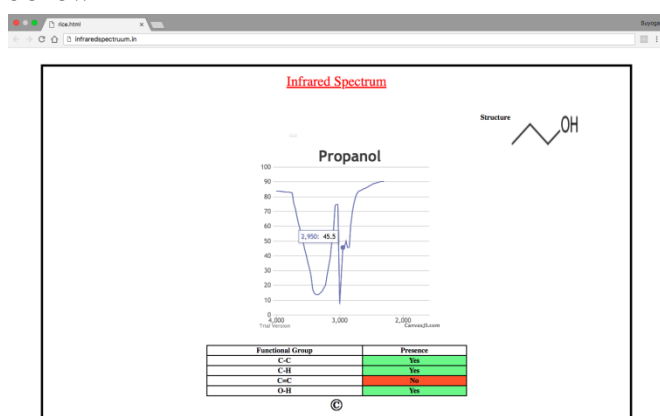 rice.html
Suyoga
infraredspectruum.in
Infrared Spectrum
Structure
OH
Propanol
100
90
80
70
60
50
40
30
20
10
0
2,950: 45.5
4,000 3,000 2,000
Trial Version CanvasJS.com
Functional Group Presence
C-C Yes
C-H Yes
C=C No
O-H Yes
©